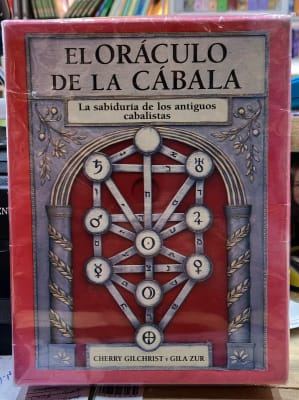 EL ORÁCULO
DE LA CÁBALA
La sabiduría de los antiguos
cabalistas
CHERRY GILCHRIST Y GILA ZUR